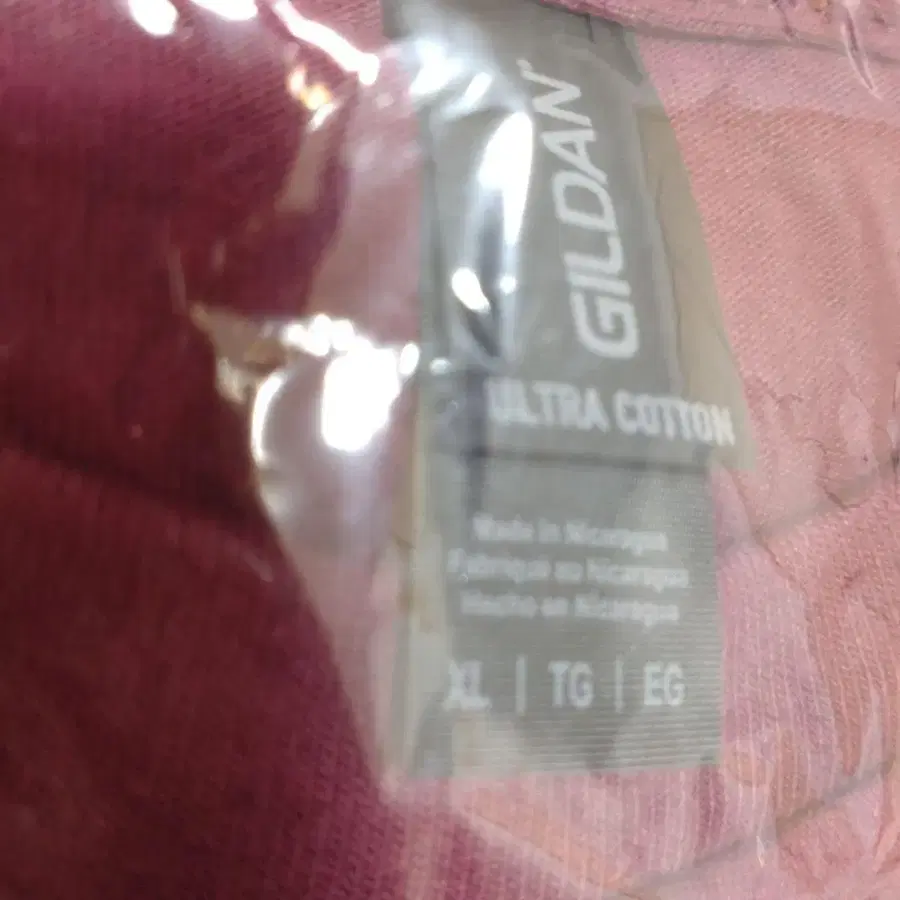 GILDAN
ULTRA COTTON
Made in Nicaragua
Fabriqué au Nicaragua
Hecho en Nicaragua
XL | TG | EG